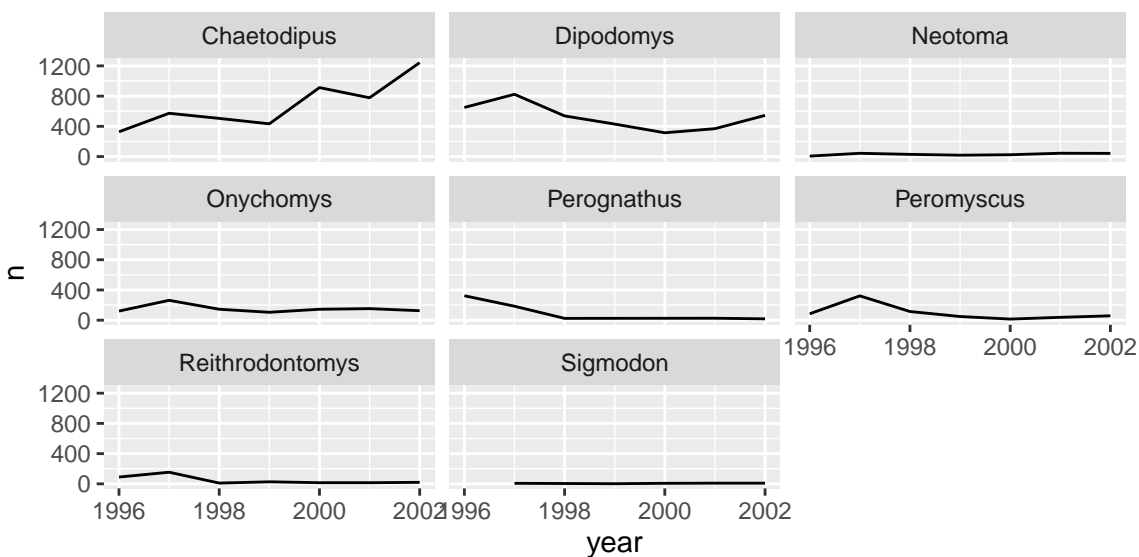 Chaetodipus Dipodomys Neotoma
1200
800
400
0
Onychomys Perognathus Peromyscus
1200
800
400
0
n
1996 1998 2000 2002
Reithrodontomys Sigmodon
1200
800
400
0
1996 1998 2000 2002 1996 1998 2000 2002
year